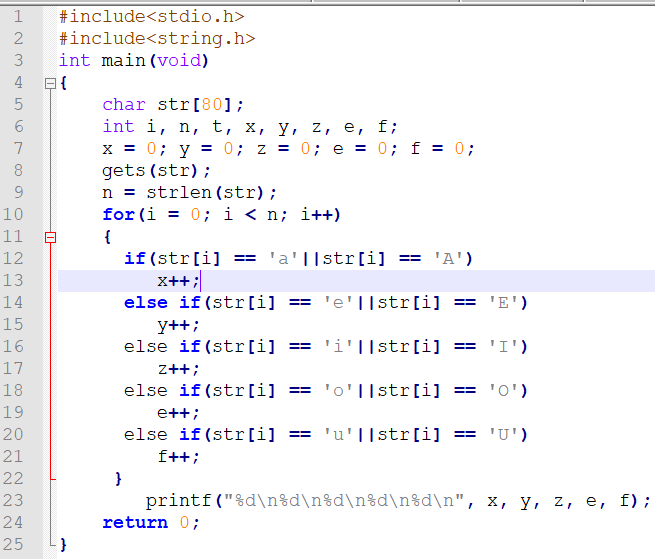 1 #include<stdio.h>
2 #include<string.h>
3 int main(void)
4 {
5 char str[80];
6 int i, n, t, x, y, z, e, f;
7 x = 0; y = 0; z = 0; e = 0; f = 0;
8 gets(str);
9 n = strlen(str);
10 for(i = 0; i < n; i++)
11 {
12 if(str[i] == 'a'||str[i] == 'A')
13 x++;
14 else if(str[i] == 'e'||str[i] == 'E')
15 y++;
16 else if(str[i] == 'i'||str[i] == 'I')
17 z++;
18 else if(str[i] == 'o'||str[i] == 'O')
19 e++;
20 else if(str[i] == 'u'||str[i] == 'U')
21 f++;
22 }
23 printf("%d\n%d\n%d\n%d\n%d\n", x, y, z, e, f);
24 return 0;
25 }